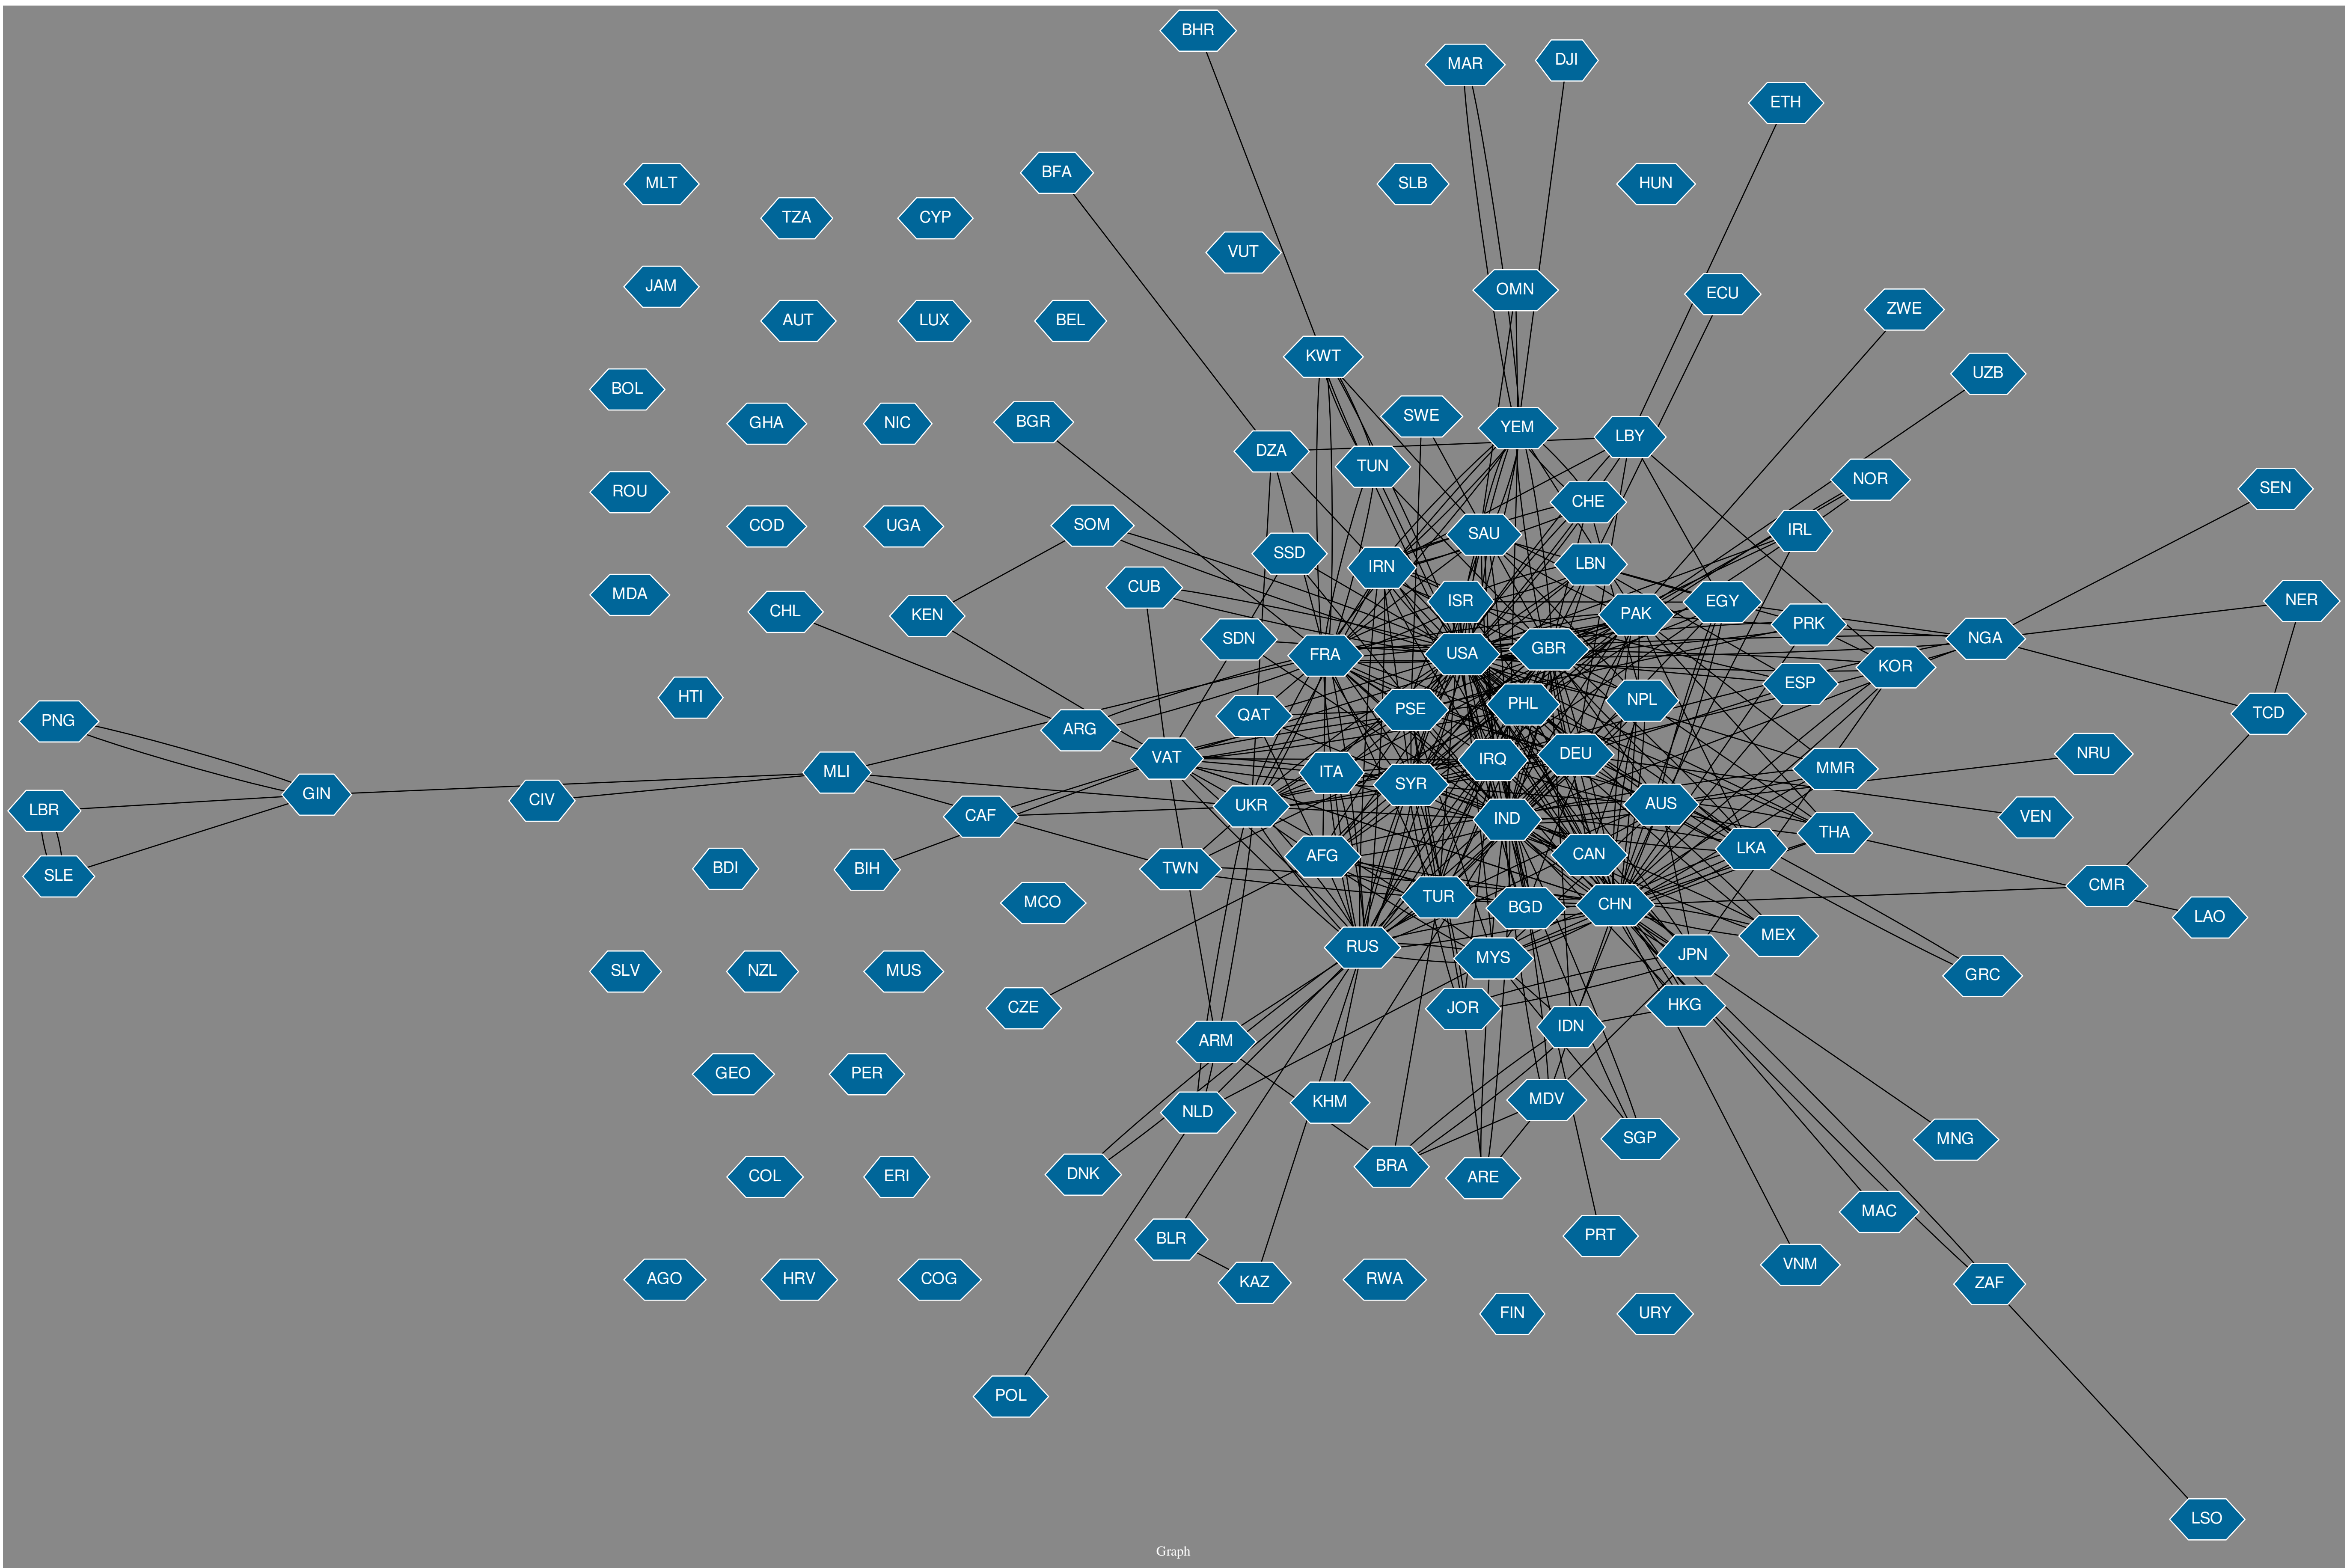 BHR
MAR
DJI
ETH
BFA
MLT
SLB
HUN
TZA
CYP
VUT
JAM
OMN
ECU
ZWE
AUT
LUX
BEL
KWT
UZB
BOL
GHA
NIC
BGR
SWE
YEM
LBY
DZA
TUN
NOR
ROU
CHE
SEN
COD
UGA
SOM
SAU
IRL
SSD
IRN
LBN
MDA
CUB
ISR
EGY
NER
CHL
KEN
PAK
PRK
SDN
NGA
FRA
USA
GBR
KOR
HTI
ESP
NPL
PHL
PSE
QAT
TCD
PNG
ARG
VAT
IRQ
DEU
NRU
MLI
ITA
SYR
MMR
GIN
CIV
LBR
UKR
AUS
CAF
IND
VEN
THA
LKA
AFG
CAN
BDI
BIH
TWN
SLE
CMR
MCO
TUR
BGD
CHN
LAO
MEX
RUS
MYS
JPN
SLV
NZL
MUS
GRC
CZE
JOR
HKG
IDN
ARM
GEO
PER
MDV
KHM
NLD
SGP
MNG
BRA
DNK
COL
ERI
ARE
MAC
BLR
PRT
VNM
AGO
HRV
COG
KAZ
RWA
ZAF
FIN
URY
POL
LSO
Graph